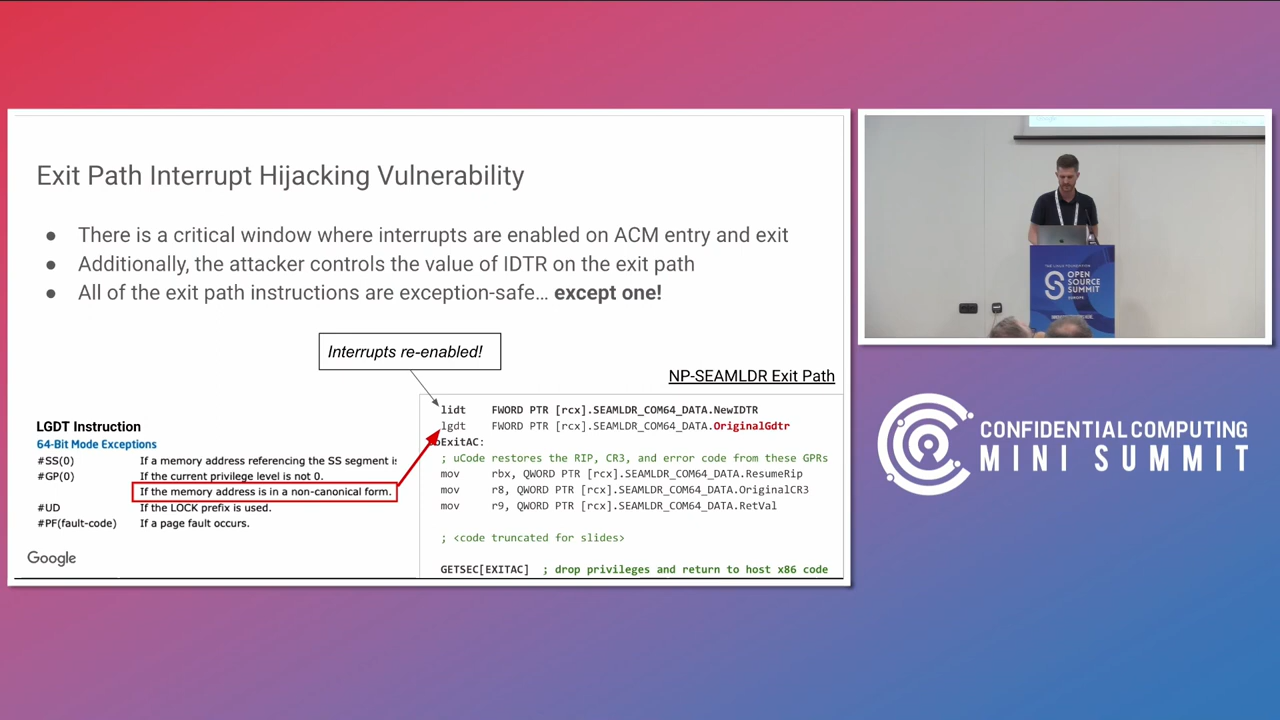 Exit Path Interrupt Hijacking Vulnerability
● There is a critical window where interrupts are enabled on ACM entry and exit
● Additionally, the attacker controls the value of IDTR on the exit path
● All of the exit path instructions are exception-safe… except one!
Interrupts re-enabled!
NP-SEAMLDR Exit Path
LGDT Instruction
64-Bit Mode Exceptions
#SS(0) If a memory address referencing the SS segment is
#GP(0) If the current privilege level is not 0.
If the memory address is in a non-canonical form.
#UD If the LOCK prefix is used.
#PF(fault-code) If a page fault occurs.
Google
lidt FWORD PTR [rcx].SEAMLDR_COM64_DATA.NewIDTR
lgdt FWORD PTR [rcx].SEAMLDR_COM64_DATA.OriginalGdtr
oExitAC:
; uCode restores the RIP, CR3, and error code from these GPRs
mov rbx, QWORD PTR [rcx].SEAMLDR_COM64_DATA.ResumeRip
mov r8, QWORD PTR [rcx].SEAMLDR_COM64_DATA.OriginalCR3
mov r9, QWORD PTR [rcx].SEAMLDR_COM64_DATA.RetVal
; <code truncated for slides>
GETSEC[EXITAC] ; drop privileges and return to host x86 code
THE LINUX FOUNDATION
OPEN
SOURCE
SUMMIT
EUROPE
CONFIDENTIAL COMPUTING
MINI SUMMIT